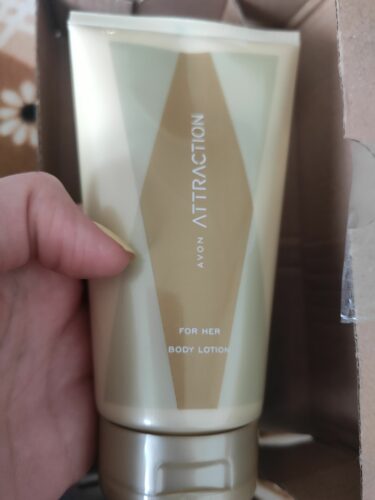 AVON ATTRACTION
FOR HER
BODY LOTION